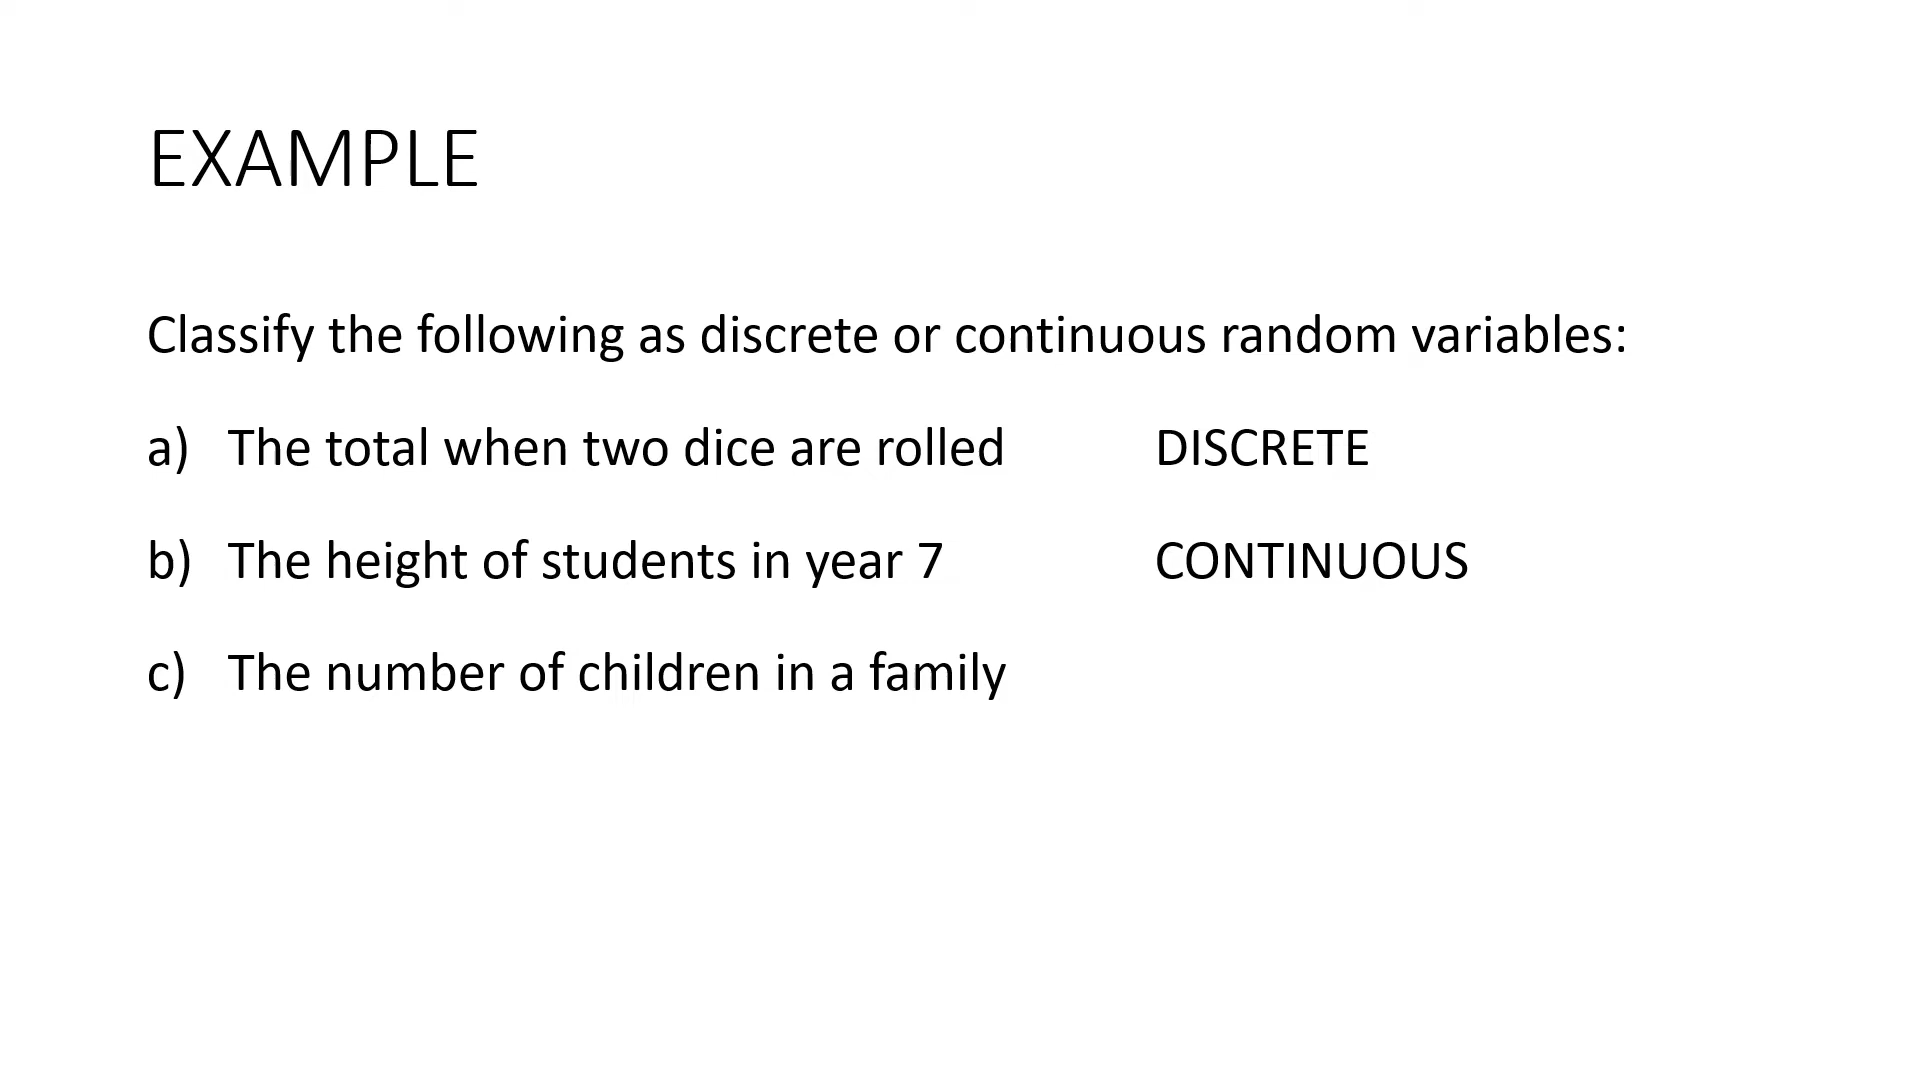 EXAMPLE
Classify the following as discrete or continuous random variables:
a) The total when two dice are rolled DISCRETE
b) The height of students in year 7 CONTINUOUS
c) The number of children in a family